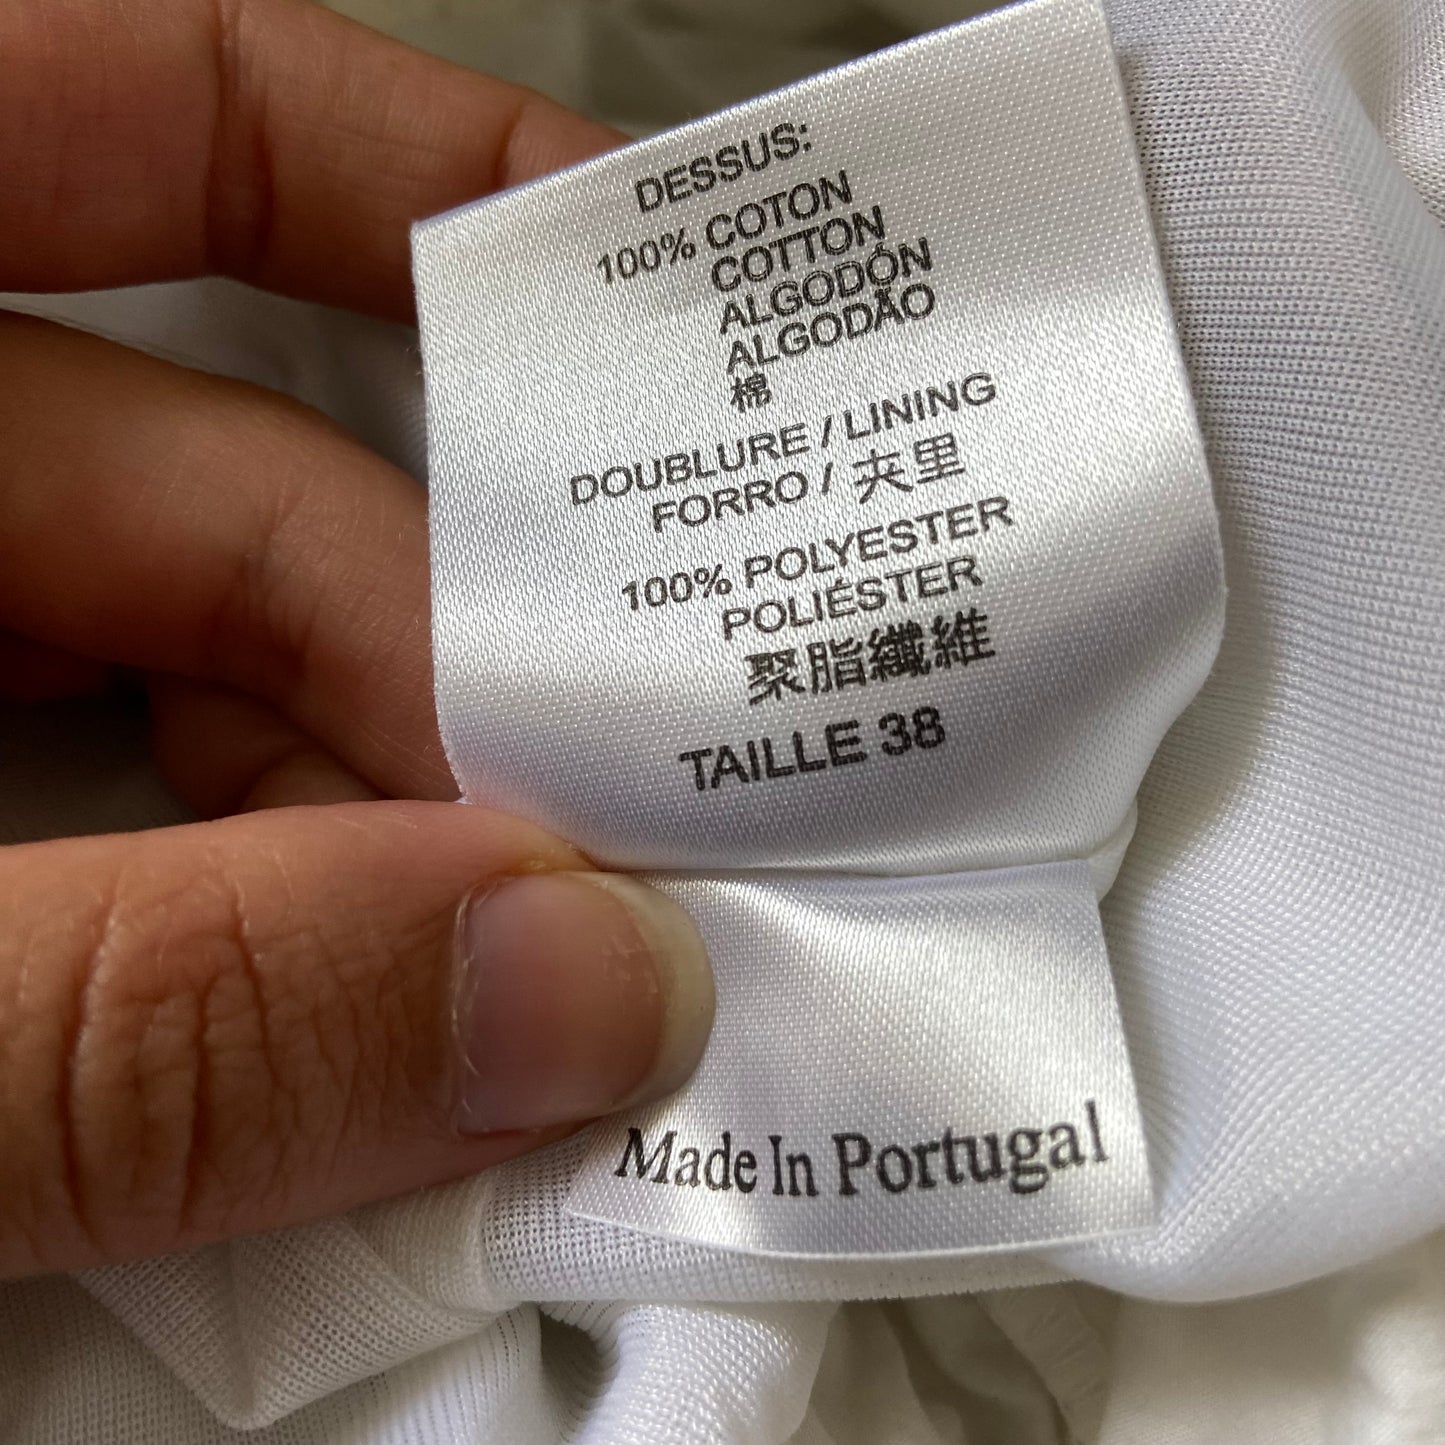 DESSUS:
100% COTON
COTTON
ALGODÓN
ALGODÃO
棉
DOUBLURE / LINING
FORRO / 夹里
100% POLYESTER
POLIÉSTER
聚脂纖維
TAILLE 38
Made In Portugal